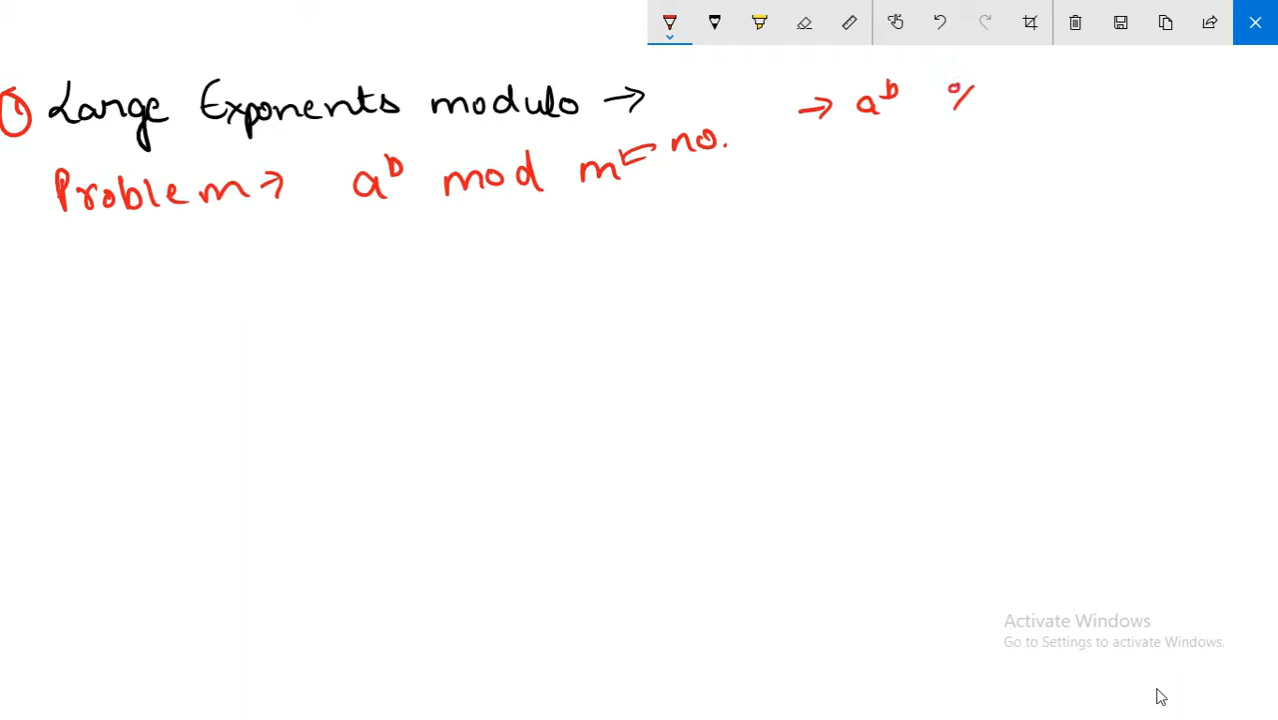 ① Large Exponents modulo →
→ a^b %
Problem → a^b mod m ← no.
Activate Windows
Go to Settings to activate Windows.